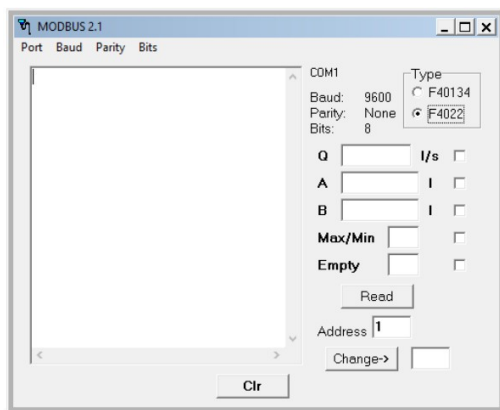 MODBUS 2.1
Port Baud Parity Bits
COM1
Baud: 9600
Parity: None
Bits: 8
Type
F40134
F4022
Q l/s
A l
B l
Max/Min
Empty
Read
Address 1
Change->
Clr